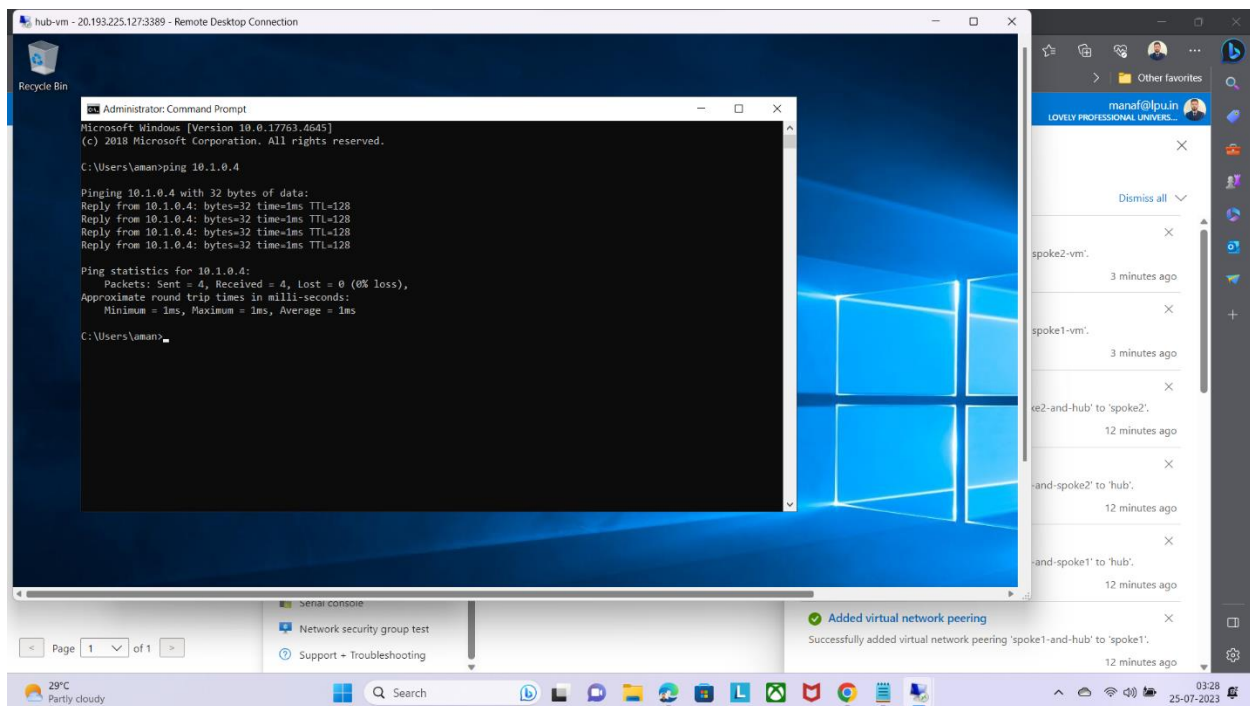 hub-vm - 20.193.225.127:3389 - Remote Desktop Connection
Recycle Bin
Administrator: Command Prompt
Microsoft Windows [Version 10.0.17763.4645]
(c) 2018 Microsoft Corporation. All rights reserved.
C:\Users\aman>ping 10.1.0.4
Pinging 10.1.0.4 with 32 bytes of data:
Reply from 10.1.0.4: bytes=32 time=1ms TTL=128
Reply from 10.1.0.4: bytes=32 time=1ms TTL=128
Reply from 10.1.0.4: bytes=32 time=1ms TTL=128
Reply from 10.1.0.4: bytes=32 time=1ms TTL=128
Ping statistics for 10.1.0.4:
Packets: Sent = 4, Received = 4, Lost = 0 (0% loss),
Approximate round trip times in milli-seconds:
Minimum = 1ms, Maximum = 1ms, Average = 1ms
C:\Users\aman>
Other favorites
manaf@lpu.in
LOVELY PROFESSIONAL UNIVERS...
Dismiss all
spoke2-vm'.
3 minutes ago
spoke1-vm'.
3 minutes ago
ke2-and-hub' to 'spoke2'.
12 minutes ago
-and-spoke2' to 'hub'.
12 minutes ago
-and-spoke1' to 'hub'.
12 minutes ago
Added virtual network peering
Successfully added virtual network peering 'spoke1-and-hub' to 'spoke1'.
12 minutes ago
Serial console
Network security group test
Support + Troubleshooting
< Page 1 of 1 >
29°C
Partly cloudy
Search
03:28
25-07-2023